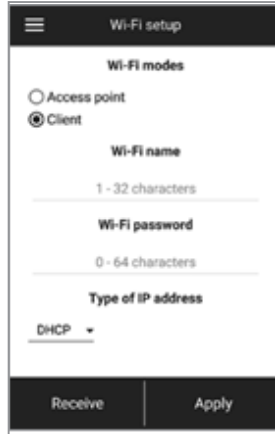 Wi-Fi setup
Wi-Fi modes
Access point
Client
Wi-Fi name
1 - 32 characters
Wi-Fi password
0 - 64 characters
Type of IP address
DHCP
Receive
Apply